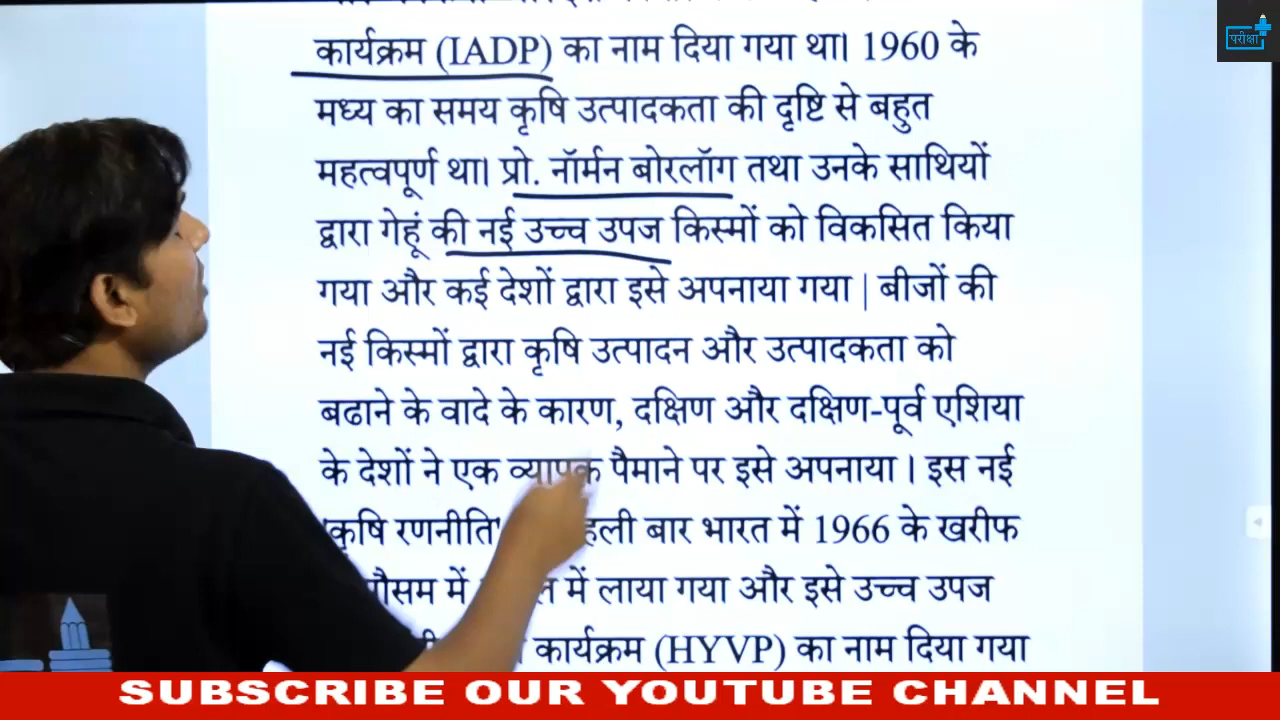 परीक्षा
कार्यक्रम (IADP) का नाम दिया गया था। 1960 के
मध्य का समय कृषि उत्पादकता की दृष्टि से बहुत
महत्वपूर्ण था। प्रो. नॉर्मन बोरलॉग तथा उनके साथियों
द्वारा गेहूं की नई उच्च उपज किस्मों को विकसित किया
गया और कई देशों द्वारा इसे अपनाया गया | बीजों की
नई किस्मों द्वारा कृषि उत्पादन और उत्पादकता को
बढाने के वादे के कारण, दक्षिण और दक्षिण-पूर्व एशिया
के देशों ने एक व्यापक पैमाने पर इसे अपनाया । इस नई
'कृषि रणनीति' बार भारत में 1966 के खरीफ
में में लाया गया और इसे उच्च उपज
कार्यक्रम (HYVP) का नाम दिया गया
SUBSCRIBE OUR YOUTUBE CHANNEL